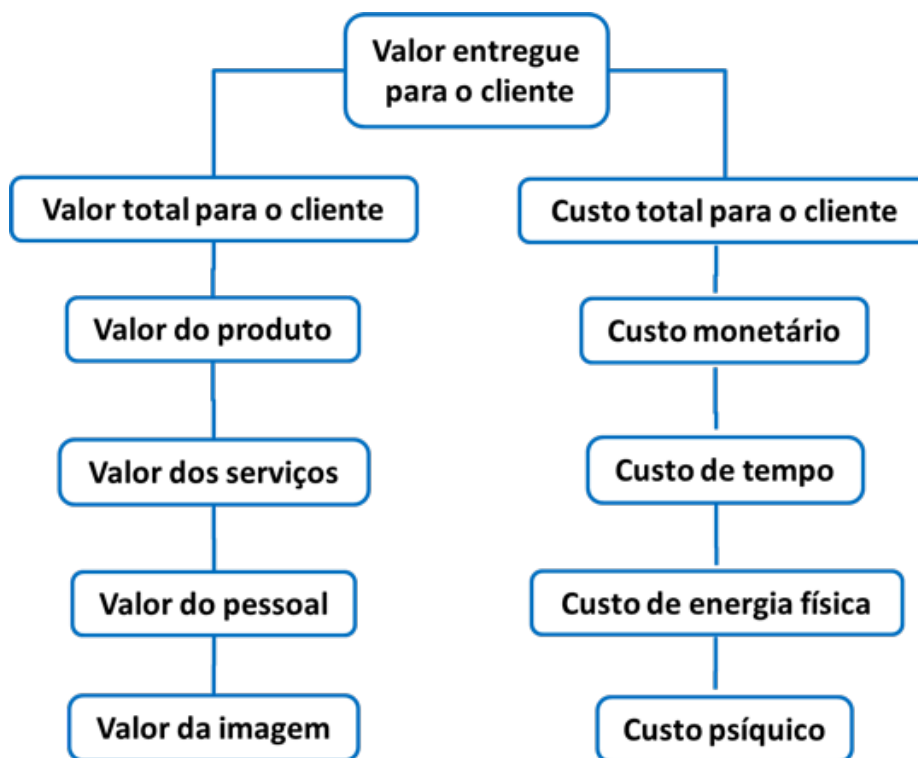 Valor entregue
para o cliente
Valor total para o cliente
Custo total para o cliente
Valor do produto
Custo monetário
Valor dos serviços
Custo de tempo
Valor do pessoal
Custo de energia física
Valor da imagem
Custo psíquico